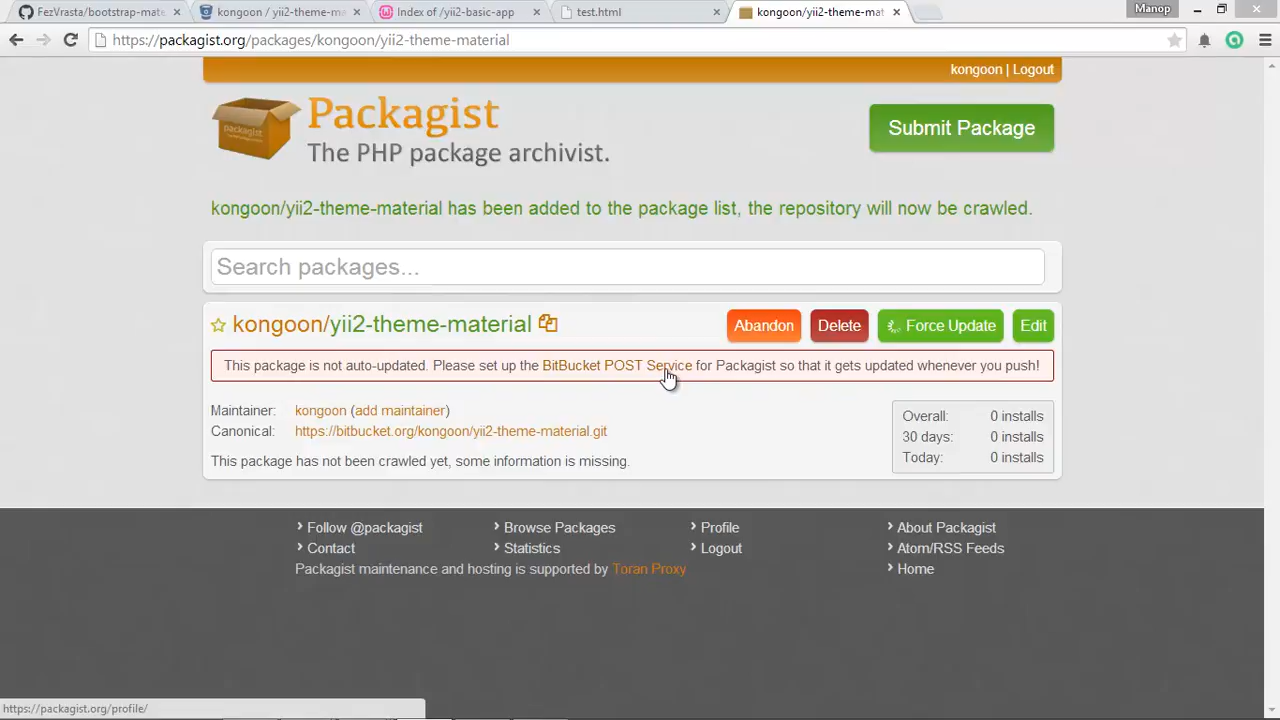 FezVrasta/bootstrap-mate
kongoon / yii2-theme-ma
Index of /yii2-basic-app
test.html
kongoon/yii2-theme-mat
Manop
https://packagist.org/packages/kongoon/yii2-theme-material
kongoon | Logout
packagist
Packagist
The PHP package archivist.
Submit Package
kongoon/yii2-theme-material has been added to the package list, the repository will now be crawled.
Search packages...
kongoon/yii2-theme-material
Abandon
Delete
Force Update
Edit
This package is not auto-updated. Please set up the BitBucket POST Service for Packagist so that it gets updated whenever you push!
Maintainer: kongoon (add maintainer)
Canonical: https://bitbucket.org/kongoon/yii2-theme-material.git
This package has not been crawled yet, some information is missing.
Overall: 0 installs
30 days: 0 installs
Today: 0 installs
Follow @packagist
Contact
Browse Packages
Statistics
Profile
Logout
About Packagist
Atom/RSS Feeds
Home
Packagist maintenance and hosting is supported by Toran Proxy
https://packagist.org/profile/